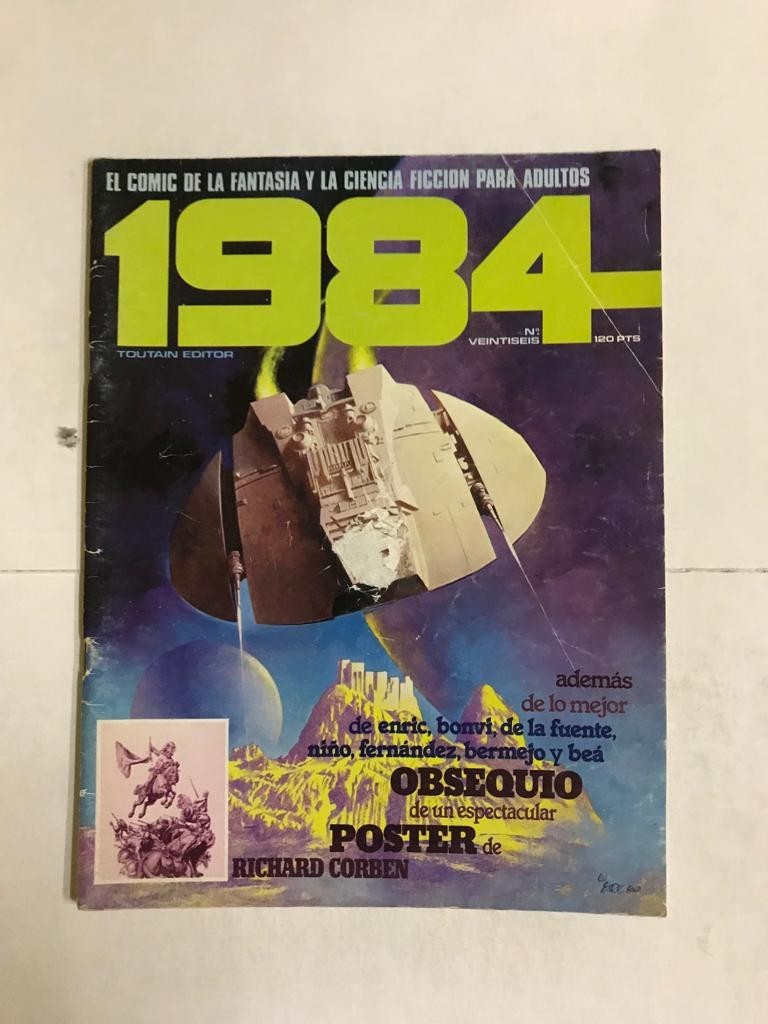 EL COMIC DE LA FANTASIA Y LA CIENCIA FICCION PARA ADULTOS
1984
TOUTAIN EDITOR
Nº.
VEINTISEIS
120 PTS
además
de lo mejor
de enric, bonvi, de la fuente,
niño, fernández, bermejo y beá
OBSEQUIO
de un espectacular
POSTER de
RICHARD CORBEN